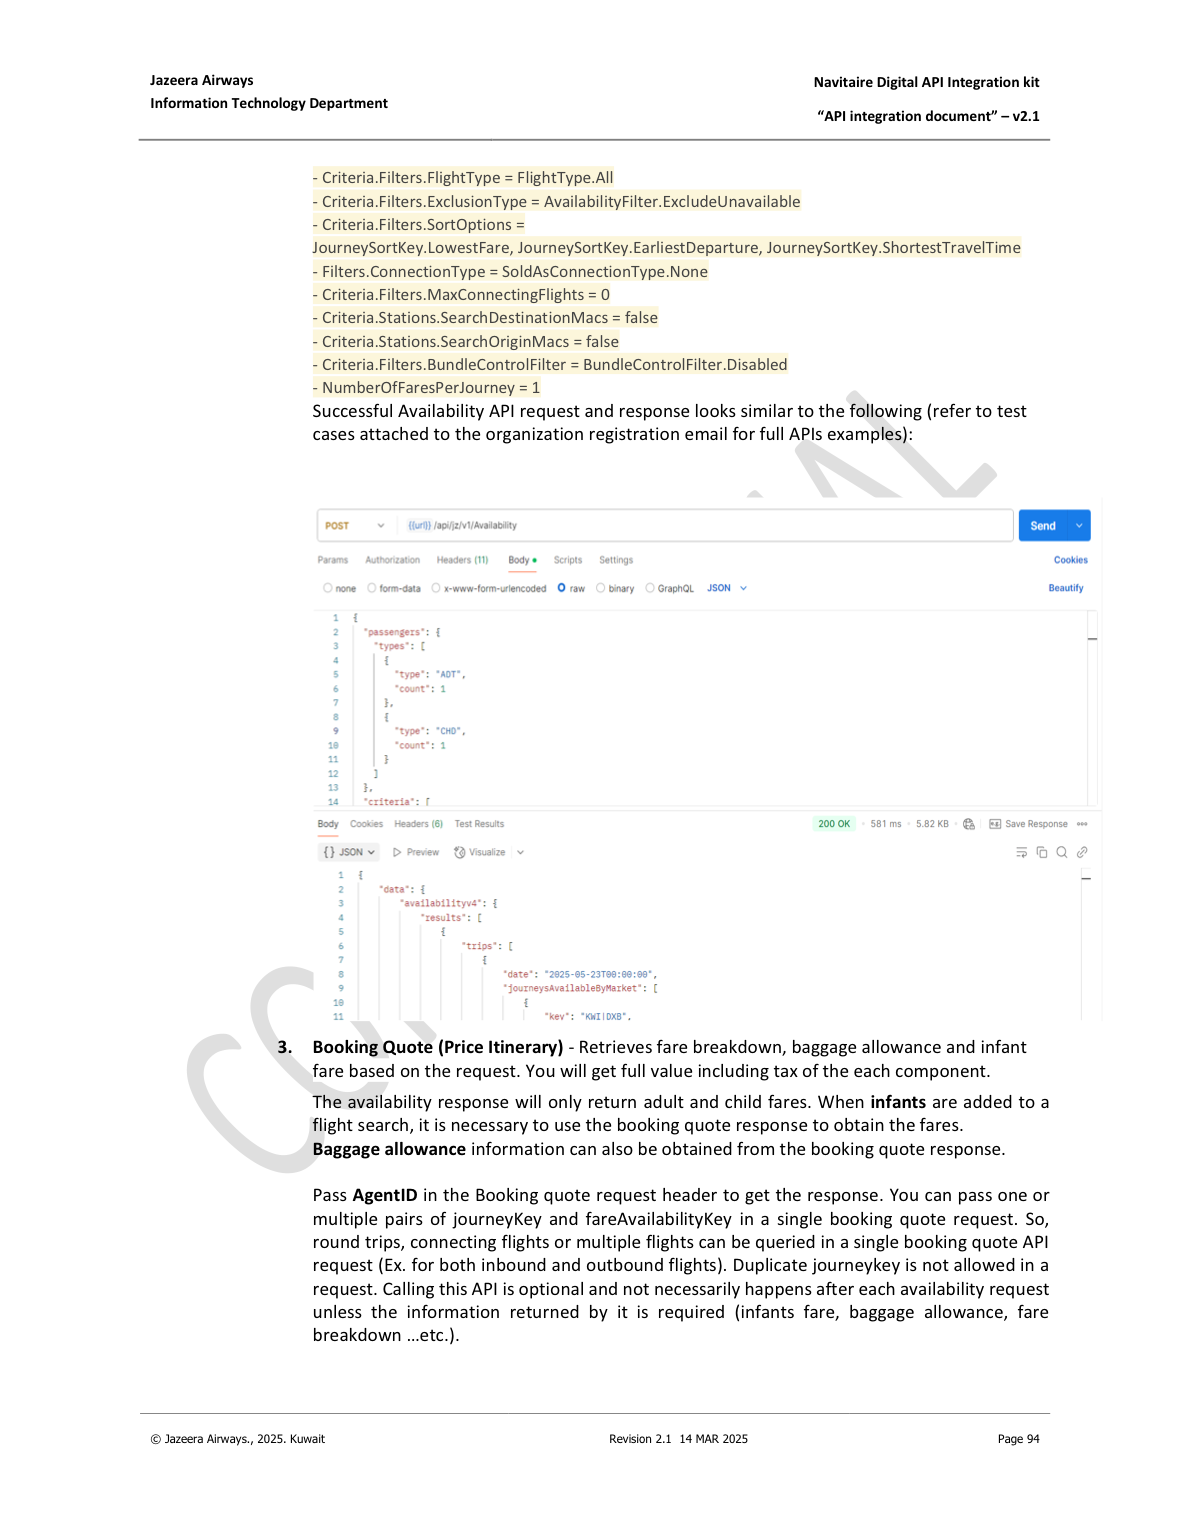 Jazeera Airways
Information Technology Department
Navitaire Digital API Integration kit
“API integration document” – v2.1
- Criteria.Filters.FlightType = FlightType.All
- Criteria.Filters.ExclusionType = AvailabilityFilter.ExcludeUnavailable
- Criteria.Filters.SortOptions =
JourneySortKey.LowestFare, JourneySortKey.EarliestDeparture, JourneySortKey.ShortestTravelTime
- Filters.ConnectionType = SoldAsConnectionType.None
- Criteria.Filters.MaxConnectingFlights = 0
- Criteria.Stations.SearchDestinationMacs = false
- Criteria.Stations.SearchOriginMacs = false
- Criteria.Filters.BundleControlFilter = BundleControlFilter.Disabled
- NumberOfFaresPerJourney = 1
Successful Availability API request and response looks similar to the following (refer to test
cases attached to the organization registration email for full APIs examples):
POST {{url}} /api/jz/v1/Availability Send
Params Authorization Headers (11) Body Scripts Settings Cookies
none form-data x-www-form-urlencoded raw binary GraphQL JSON Beautify
1 {
2 "passengers": {
3 "types": [
4 {
5 "type": "ADT",
6 "count": 1
7 },
8 {
9 "type": "CHD",
10 "count": 1
11 }
12 ]
13 },
14 "criteria": [
Body Cookies Headers (6) Test Results 200 OK 581 ms 5.82 KB Save Response
{} JSON Preview Visualize
1 {
2 "data": {
3 "availabilityv4": {
4 "results": [
5 {
6 "trips": [
7 {
8 "date": "2025-05-23T00:00:00",
9 "journeysAvailableByMarket": [
10 {
11 "key": "KWI|DXB",
3. Booking Quote (Price Itinerary) - Retrieves fare breakdown, baggage allowance and infant
fare based on the request. You will get full value including tax of the each component.
The availability response will only return adult and child fares. When infants are added to a
flight search, it is necessary to use the booking quote response to obtain the fares.
Baggage allowance information can also be obtained from the booking quote response.
Pass AgentID in the Booking quote request header to get the response. You can pass one or
multiple pairs of journeyKey and fareAvailabilityKey in a single booking quote request. So,
round trips, connecting flights or multiple flights can be queried in a single booking quote API
request (Ex. for both inbound and outbound flights). Duplicate journeykey is not allowed in a
request. Calling this API is optional and not necessarily happens after each availability request
unless the information returned by it is required (infants fare, baggage allowance, fare
breakdown …etc.).
© Jazeera Airways., 2025. Kuwait
Revision 2.1 14 MAR 2025
Page 94